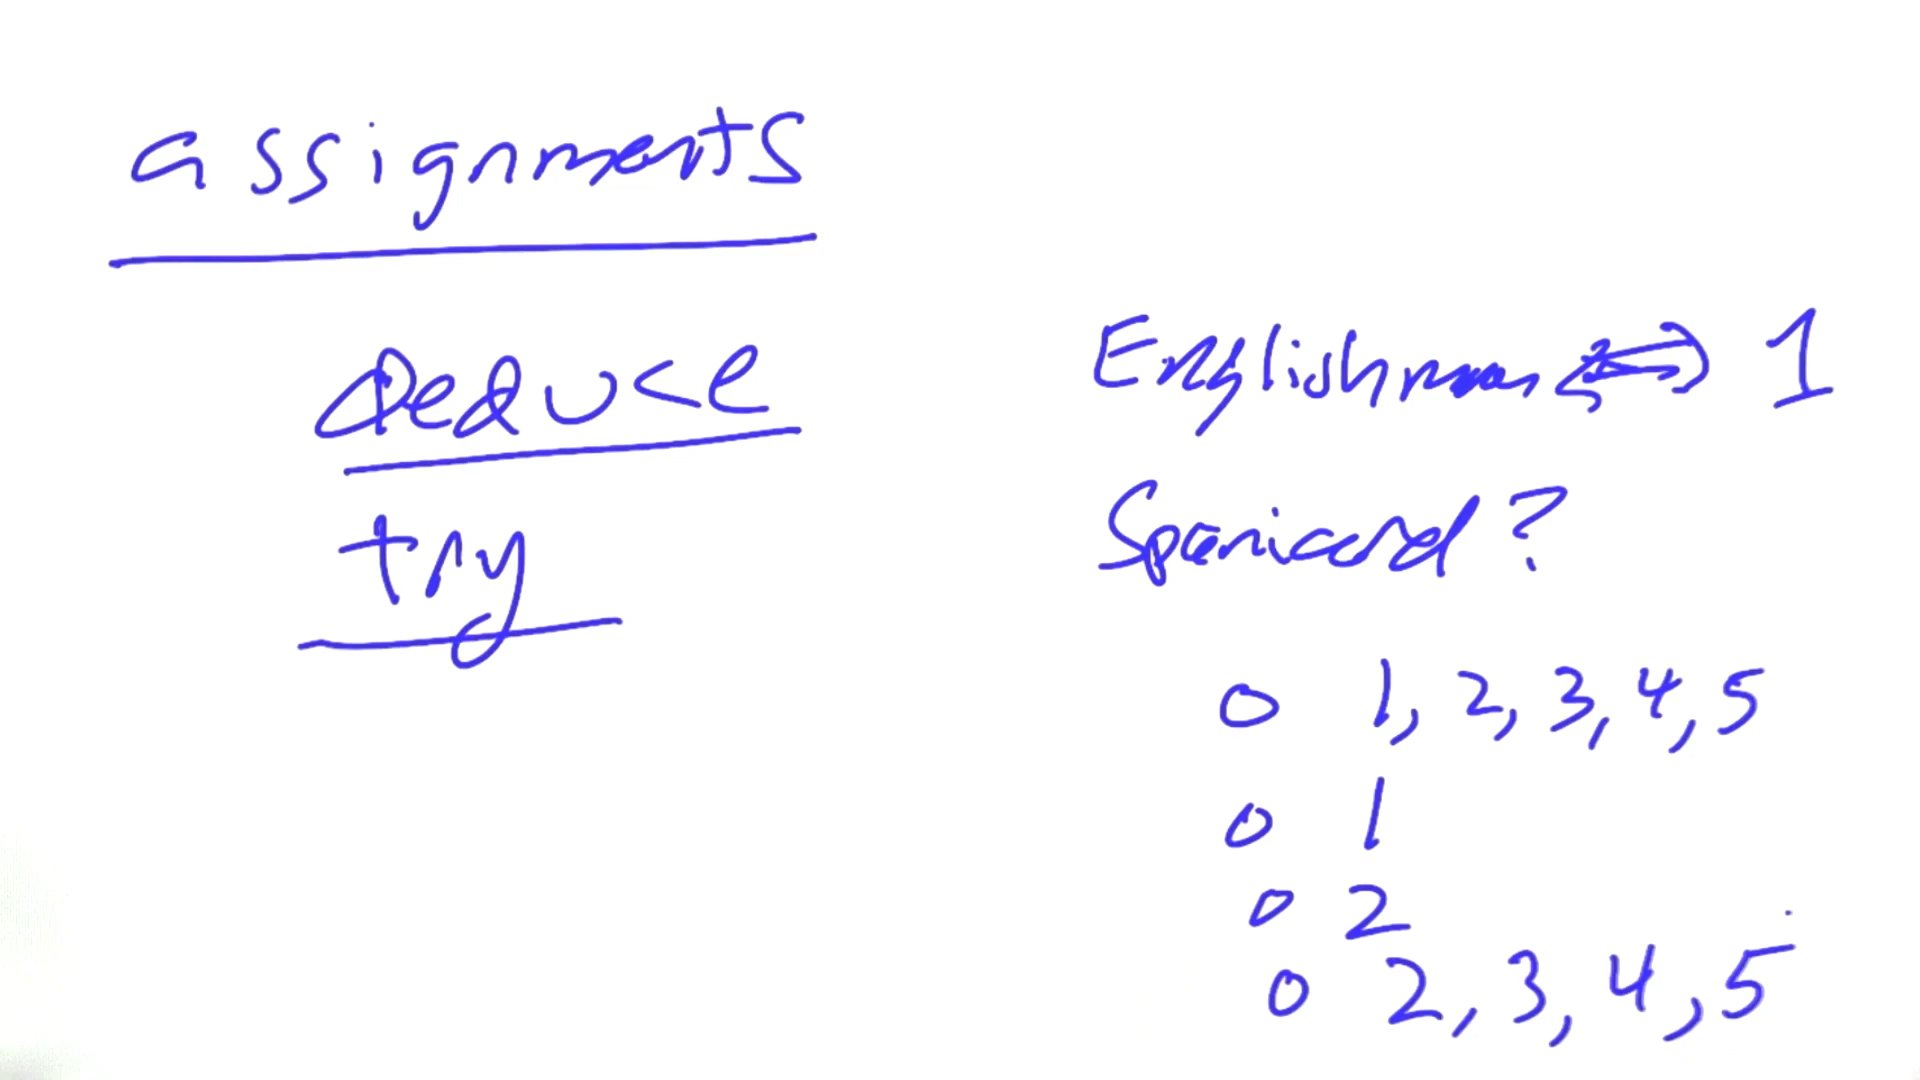 assignments
deduce
try
Englishman ⇔ 1
Spaniard?
o 1, 2, 3, 4, 5
o 1
o 2
o 2, 3, 4, 5